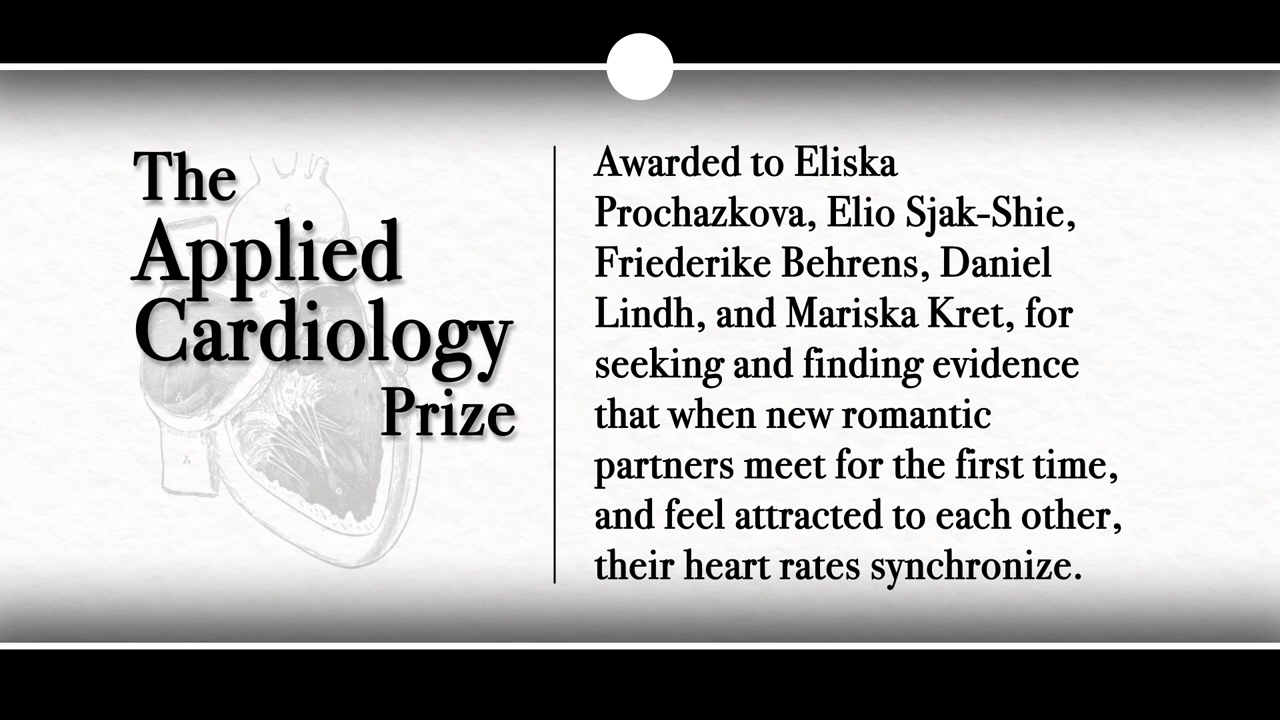 The
Applied
Cardiology
Prize
Awarded to Eliska
Prochazkova, Elio Sjak-Shie,
Friederike Behrens, Daniel
Lindh, and Mariska Kret, for
seeking and finding evidence
that when new romantic
partners meet for the first time,
and feel attracted to each other,
their heart rates synchronize.